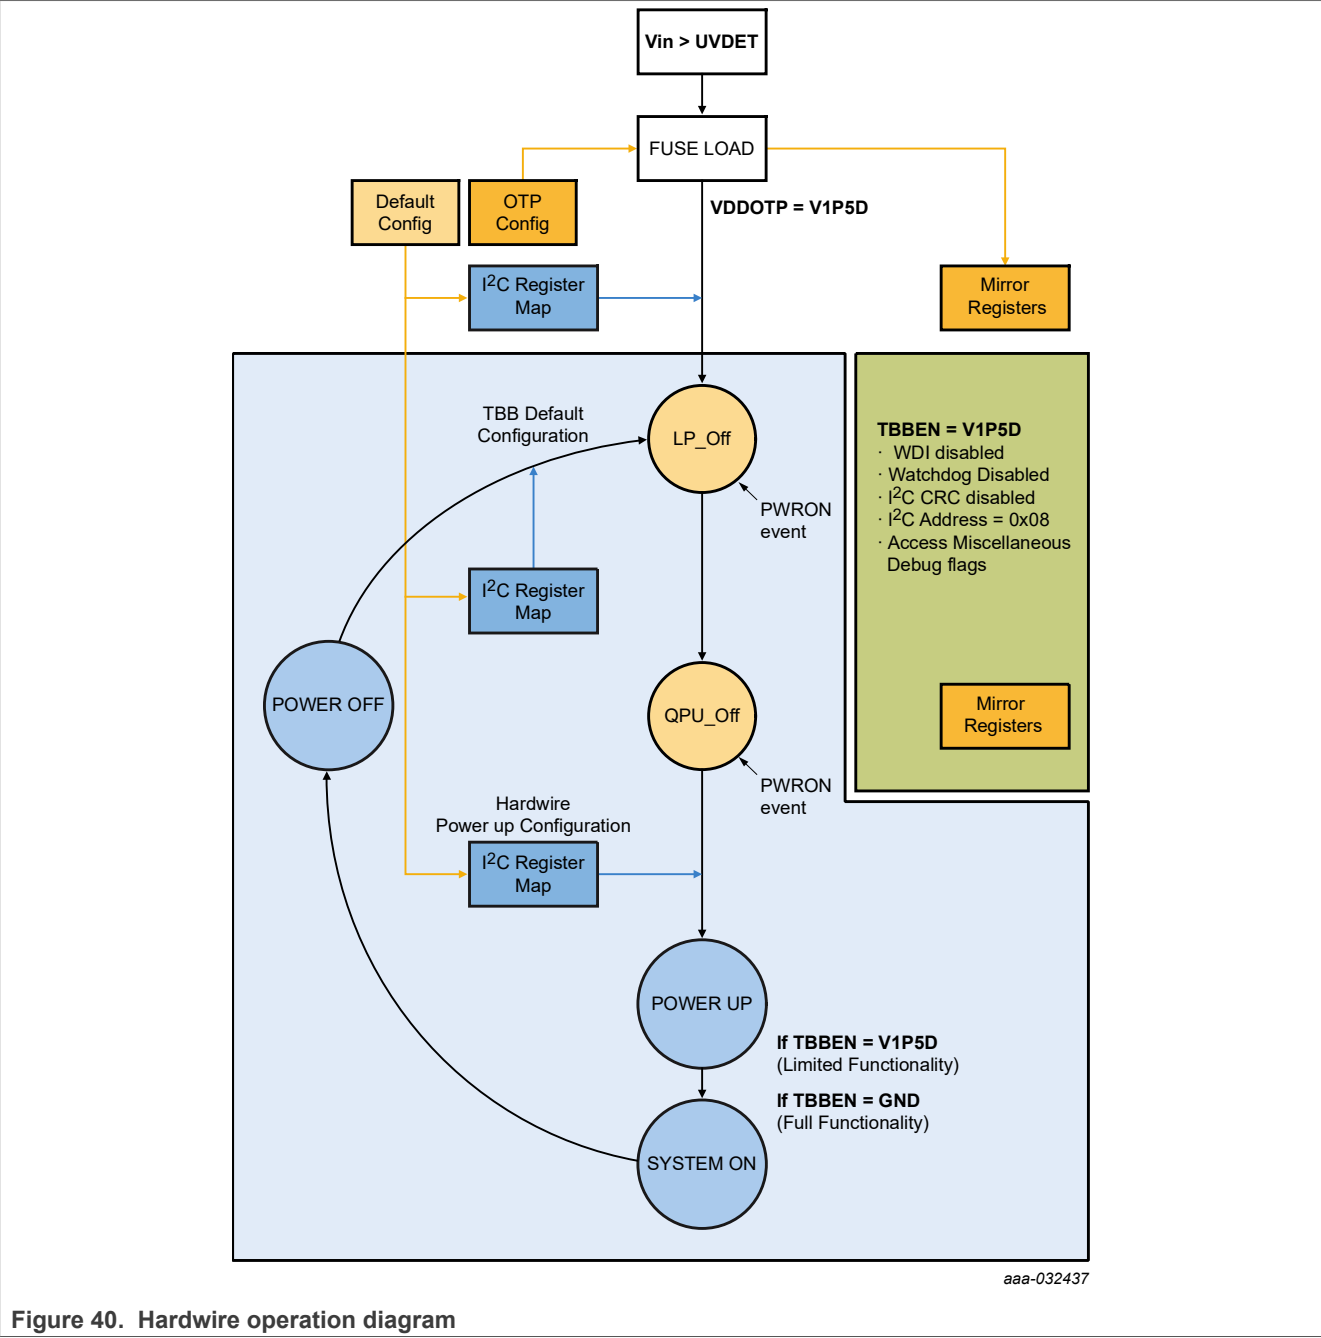 Vin > UVDET
FUSE LOAD
VDDOTP = V1P5D
Default
Config
OTP
Config
I2C Register
Map
Mirror
Registers
TBB Default
Configuration
LP_Off
PWRON
event
TBBEN = V1P5D
· WDI disabled
· Watchdog Disabled
· I2C CRC disabled
· I2C Address = 0x08
· Access Miscellaneous
Debug flags
I2C Register
Map
POWER OFF
QPU_Off
PWRON
event
Mirror
Registers
Hardwire
Power up Configuration
I2C Register
Map
POWER UP
If TBBEN = V1P5D
(Limited Functionality)
If TBBEN = GND
(Full Functionality)
SYSTEM ON
aaa-032437
Figure 40. Hardwire operation diagram